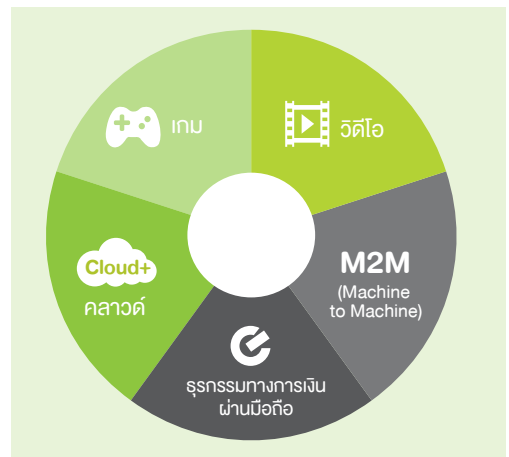 เกม
วิดีโอ
Cloud+
คลาวด์
M2M
(Machine
to Machine)
ธุรกรรมทางการเงิน
ผ่านมือถือ